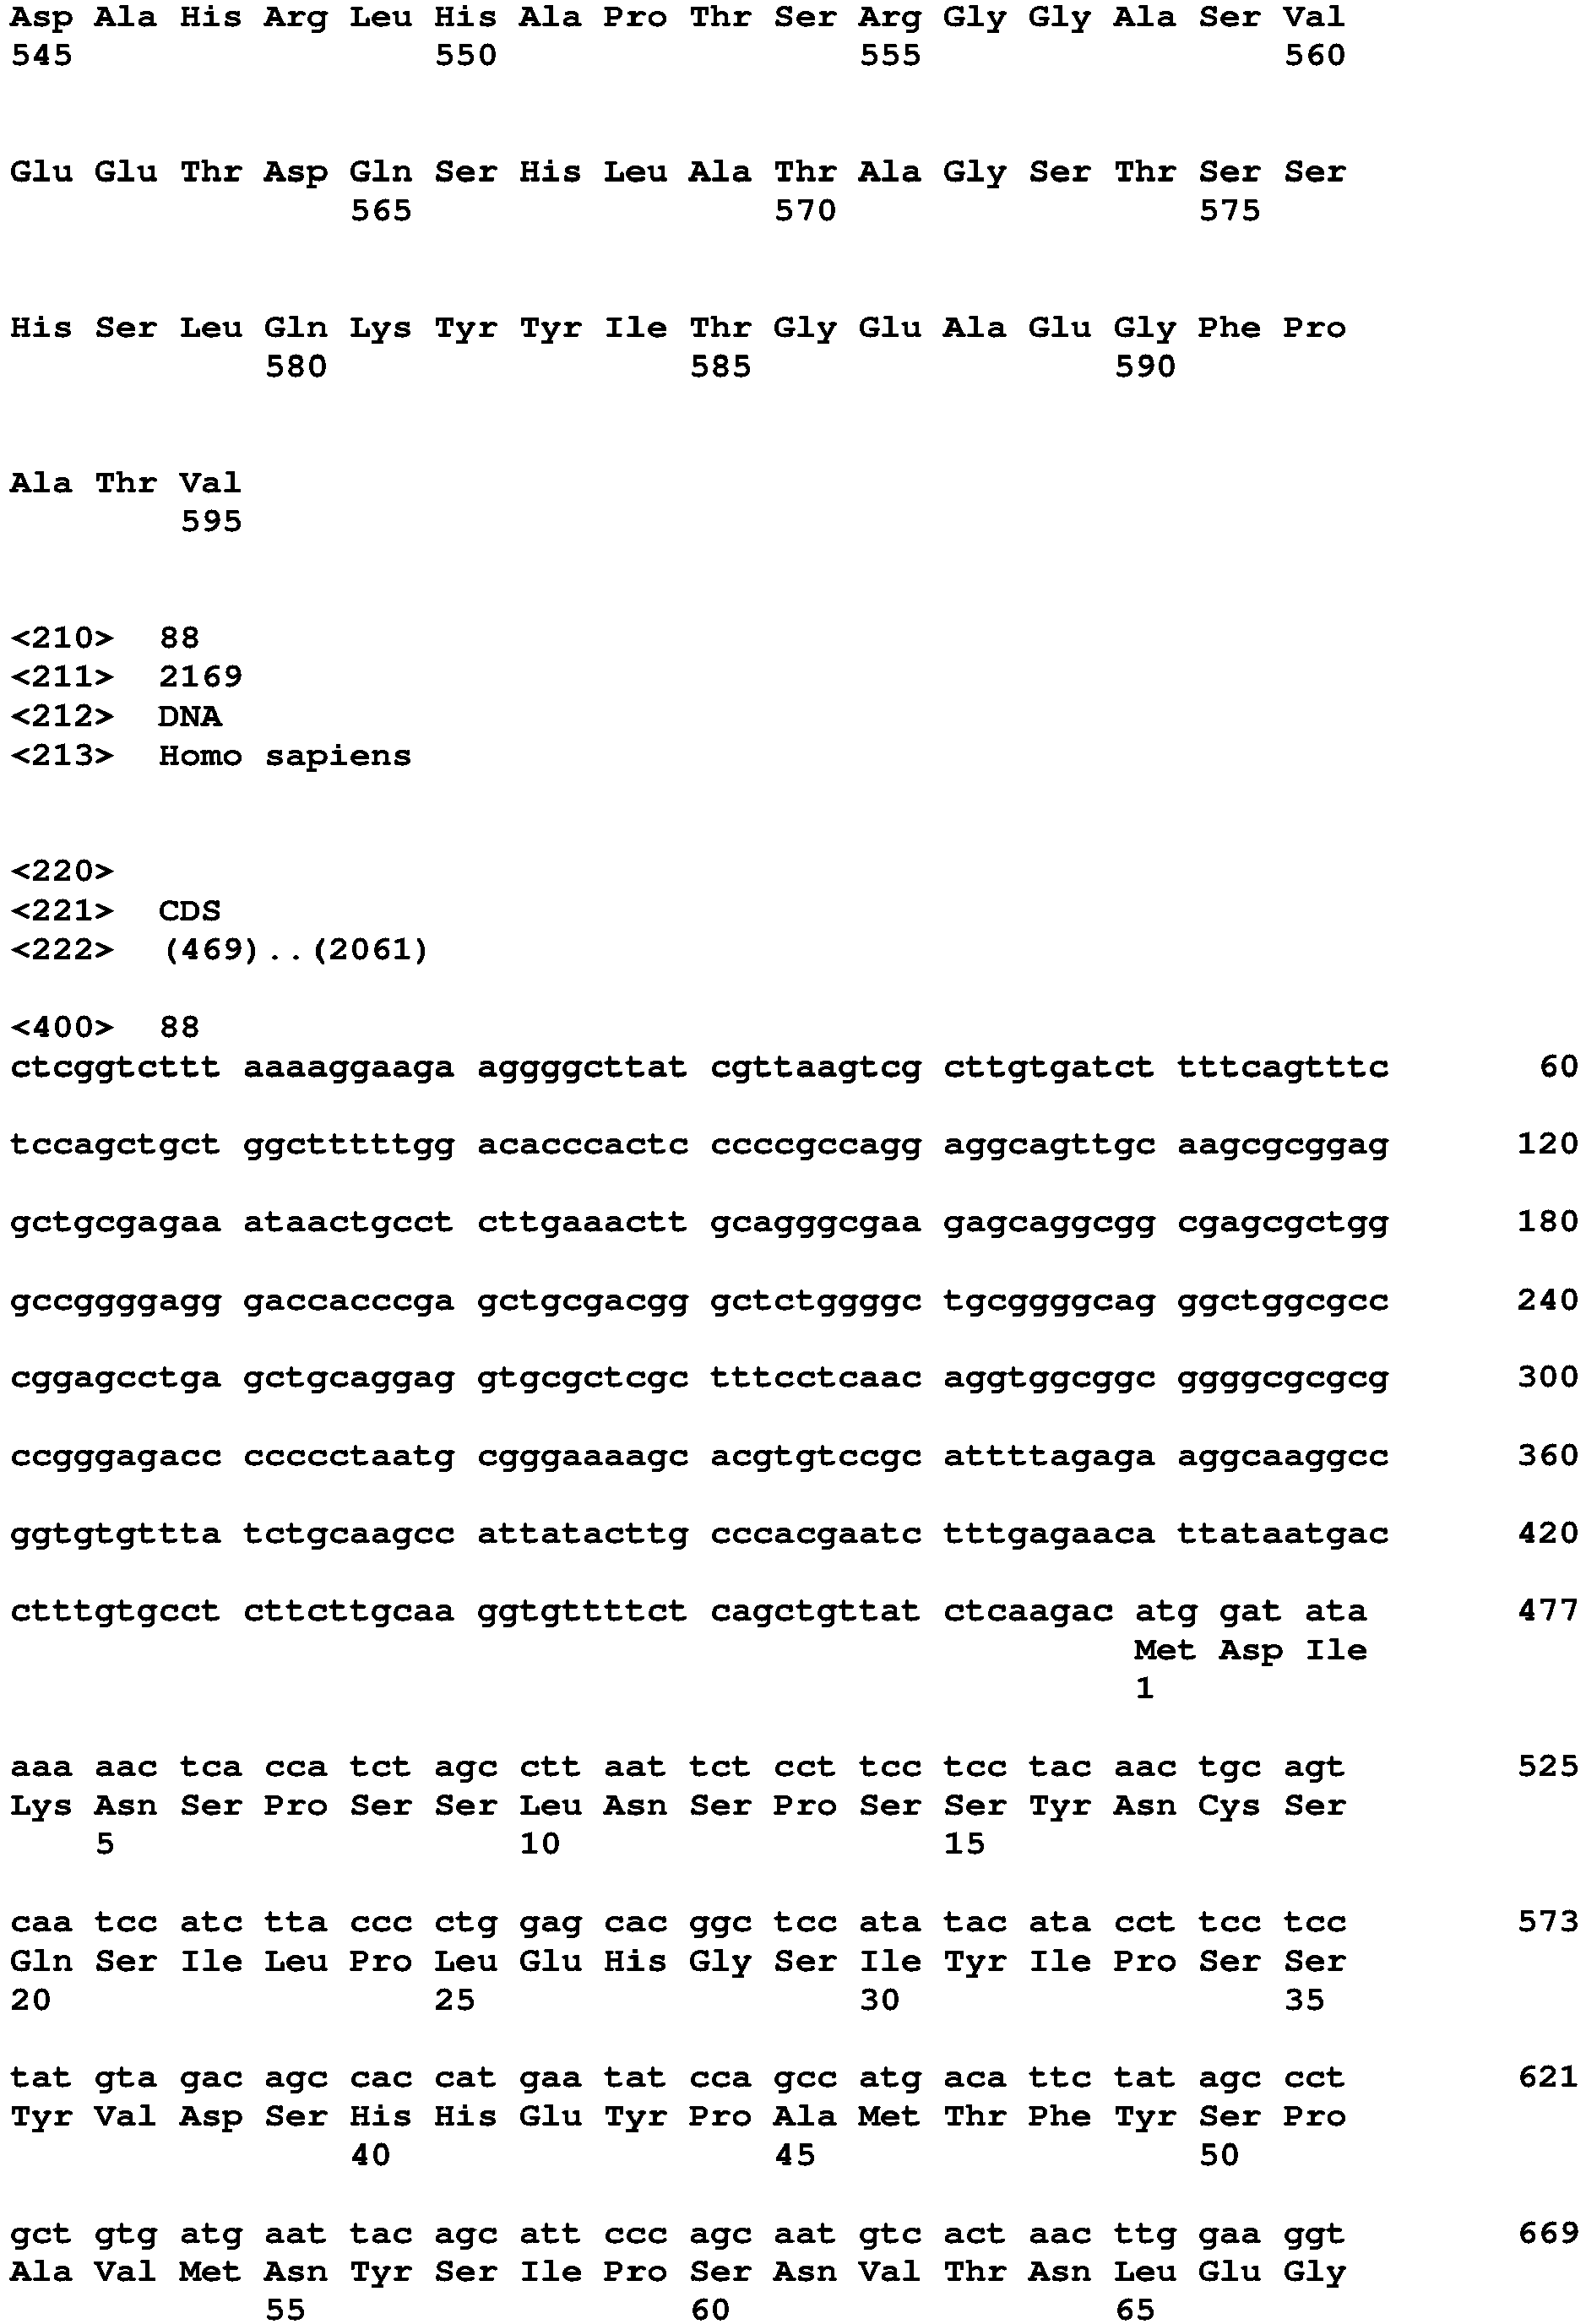 Asp Ala His Arg Leu His Ala Pro Thr Ser Arg Gly Gly Ala Ser Val
545 550 555 560
Glu Glu Thr Asp Gln Ser His Leu Ala Thr Ala Gly Ser Thr Ser Ser
565 570 575
His Ser Leu Gln Lys Tyr Tyr Ile Thr Gly Glu Ala Glu Gly Phe Pro
580 585 590
Ala Thr Val
595
<210> 88
<211> 2169
<212> DNA
<213> Homo sapiens
<220>
<221> CDS
<222> (469)..(2061)
<400> 88
ctcggtcttt aaaaggaaga aggggcttat cgttaagtcg cttgtgatct tttcagtttc 60
tccagctgct ggctttttgg acacccactc ccccgccagg aggcagttgc aagcgcggag 120
gctgcgagaa ataactgcct cttgaaactt gcagggcgaa gagcaggcgg cgagcgctgg 180
gccggggagg gaccacccga gctgcgacgg gctctggggc tgcggggcag ggctggcgcc 240
cggagcctga gctgcaggag gtgcgctcgc tttcctcaac aggtggcggc ggggcgcgcg 300
ccgggagacc ccccctaatg cgggaaaagc acgtgtccgc attttagaga aggcaaggcc 360
ggtgtgttta tctgcaagcc attatacttg cccacgaatc tttgagaaca ttataatgac 420
ctttgtgcct cttcttgcaa ggtgttttct cagctgttat ctcaagac atg gat ata 477
Met Asp Ile
1
aaa aac tca cca tct agc ctt aat tct cct tcc tcc tac aac tgc agt 525
Lys Asn Ser Pro Ser Ser Leu Asn Ser Pro Ser Ser Tyr Asn Cys Ser
5 10 15
caa tcc atc tta ccc ctg gag cac ggc tcc ata tac ata cct tcc tcc 573
Gln Ser Ile Leu Pro Leu Glu His Gly Ser Ile Tyr Ile Pro Ser Ser
20 25 30 35
tat gta gac agc cac cat gaa tat cca gcc atg aca ttc tat agc cct 621
Tyr Val Asp Ser His His Glu Tyr Pro Ala Met Thr Phe Tyr Ser Pro
40 45 50
gct gtg atg aat tac agc att ccc agc aat gtc act aac ttg gaa ggt 669
Ala Val Met Asn Tyr Ser Ile Pro Ser Asn Val Thr Asn Leu Glu Gly
55 60 65